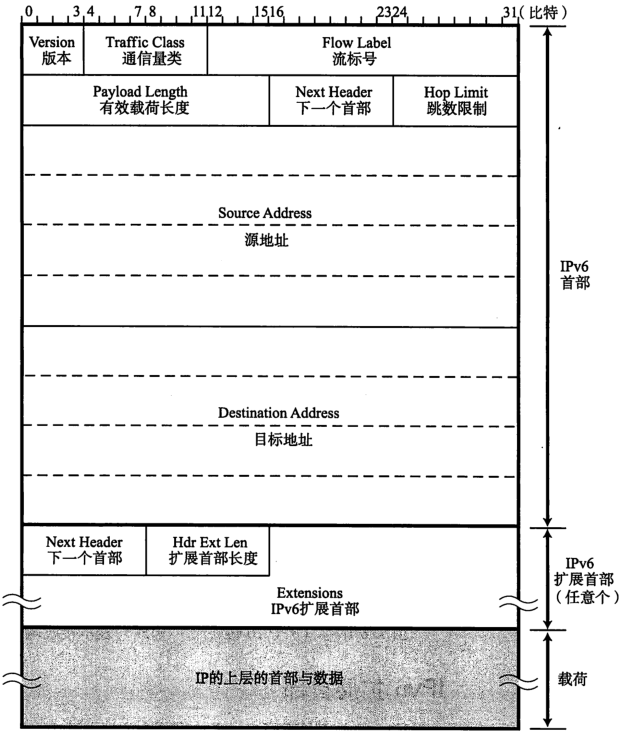 0 3 4 7 8 11 12 15 16 23 24 31 (比特)
Version Traffic Class Flow Label
版本 通信量类 流标号
Payload Length Next Header Hop Limit
有效载荷长度 下一个首部 跳数限制
Source Address
源地址
IPv6
首部
Destination Address
目标地址
Next Header Hdr Ext Len
下一个首部 扩展首部长度
IPv6
扩展首部
(任意个)
Extensions
IPv6扩展首部
IP的上层的首部与数据
载荷